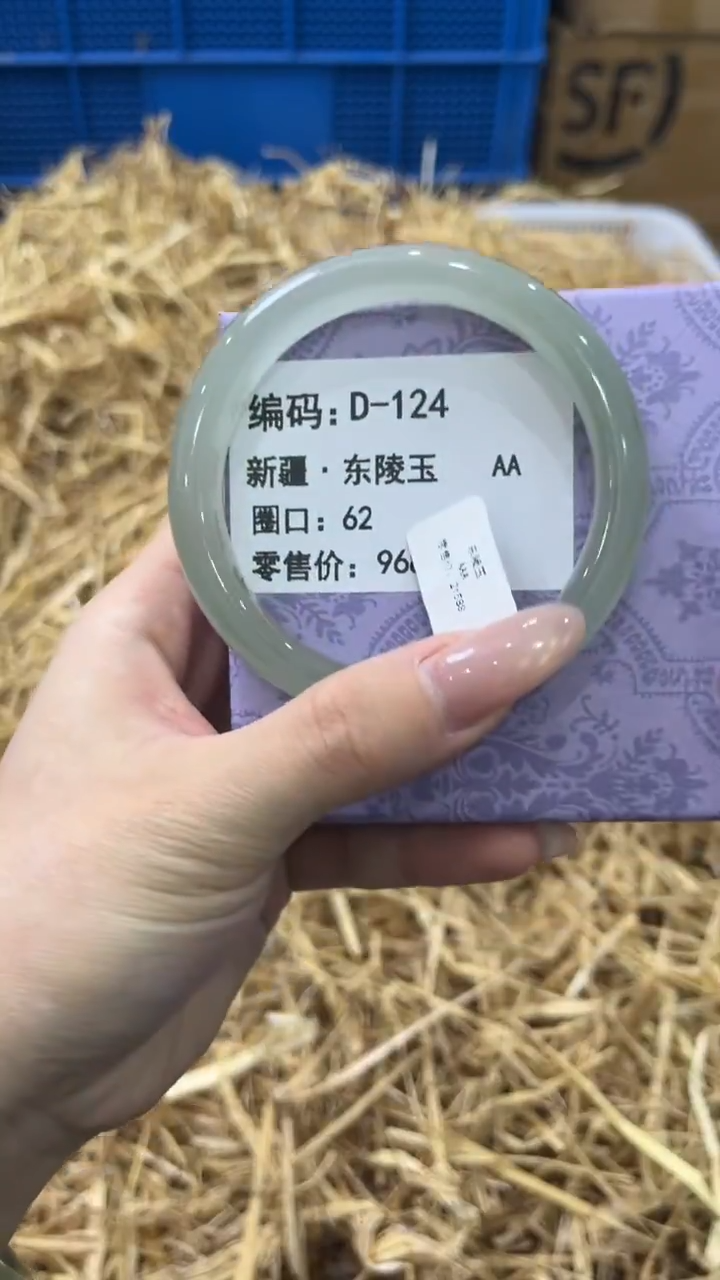 SF
编码：D-124
新疆·东陵玉 AA
圈口：62
零售价：96